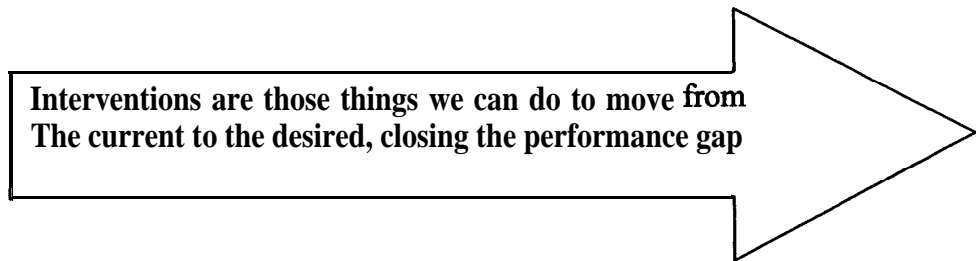 Interventions are those things we can do to move from
The current to the desired, closing the performance gap